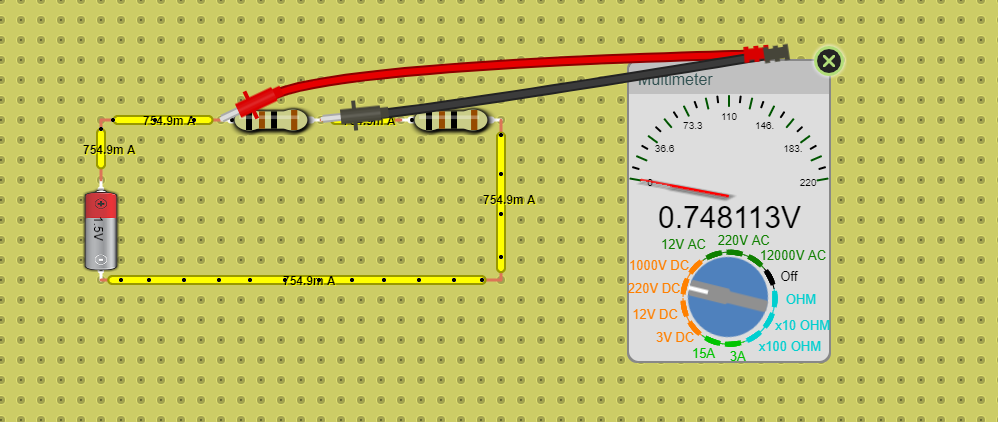 Multimeter
754.9m A
754.9m A
754.9m A
754.9m A
1.5V
0
36.6
73.3
110
146.
183.
220
0.748113V
12V AC
220V AC
12000V AC
1000V DC
Off
220V DC
OHM
12V DC
x10 OHM
3V DC
x100 OHM
15A
3A